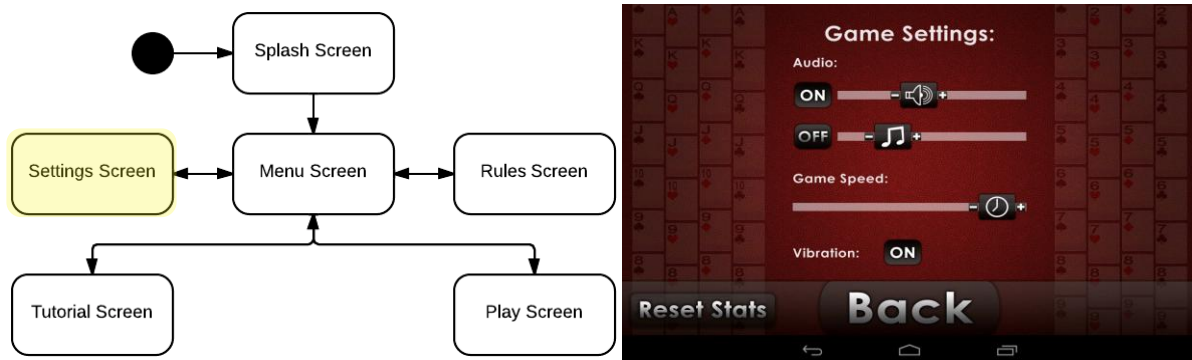 Splash Screen
Settings Screen
Menu Screen
Rules Screen
Tutorial Screen
Play Screen
Game Settings:
Audio:
ON
OFF
Game Speed:
Vibration: ON
Reset Stats
Back